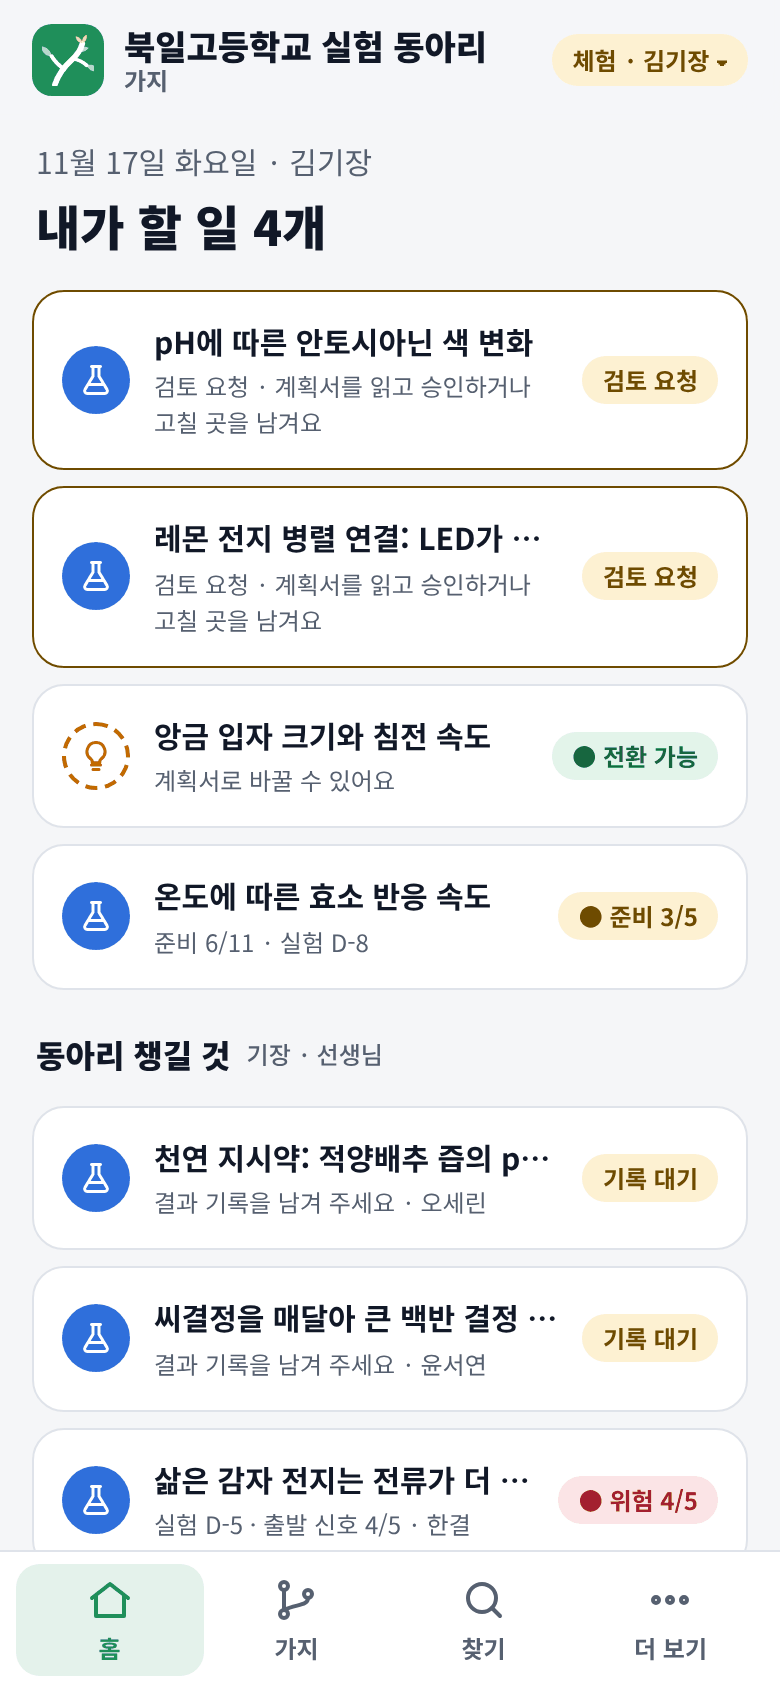 북일고등학교 실험 동아리
가지
체험 · 김기장
11월 17일 화요일 · 김기장
내가 할 일 4개
pH에 따른 안토시아닌 색 변화
검토 요청 · 계획서를 읽고 승인하거나
고칠 곳을 남겨요
검토 요청
레몬 전지 병렬 연결: LED가 …
검토 요청 · 계획서를 읽고 승인하거나
고칠 곳을 남겨요
검토 요청
앙금 입자 크기와 침전 속도
계획서로 바꿀 수 있어요
전환 가능
온도에 따른 효소 반응 속도
준비 6/11 · 실험 D-8
준비 3/5
동아리 챙길 것 기장 · 선생님
천연 지시약: 적양배추 즙의 p…
결과 기록을 남겨 주세요 · 오세린
기록 대기
씨결정을 매달아 큰 백반 결정 …
결과 기록을 남겨 주세요 · 윤서연
기록 대기
삶은 감자 전지는 전류가 더 …
실험 D-5 · 출발 신호 4/5 · 한결
위험 4/5
홈
가지
찾기
더 보기